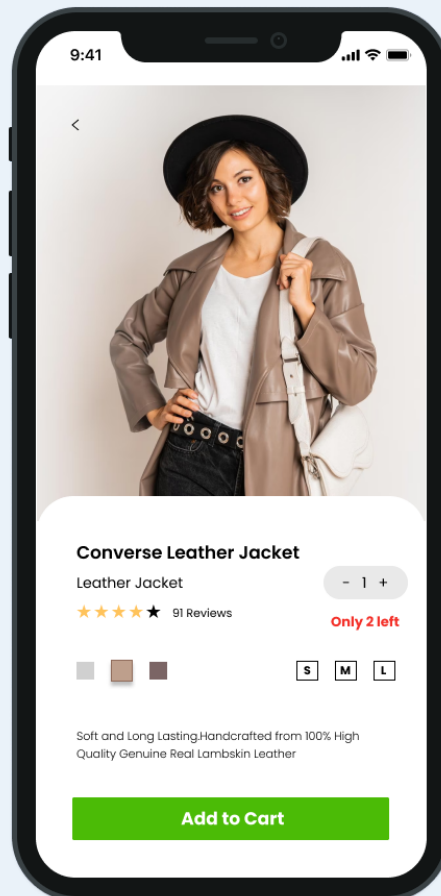 9:41
Converse Leather Jacket
Leather Jacket
- 1 +
91 Reviews
Only 2 left
S M L
Soft and Long Lasting.Handcrafted from 100% High
Quality Genuine Real Lambskin Leather
Add to Cart